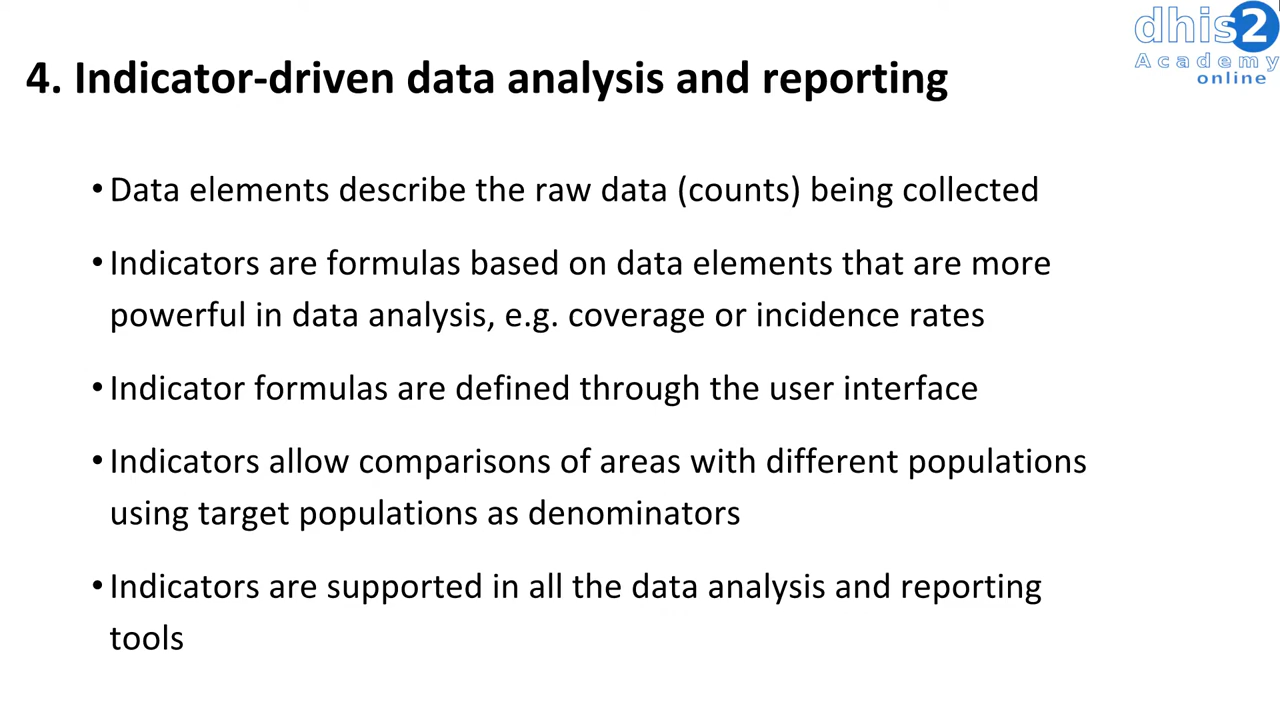 dhis2
Academy
online
4. Indicator-driven data analysis and reporting
• Data elements describe the raw data (counts) being collected
• Indicators are formulas based on data elements that are more
powerful in data analysis, e.g. coverage or incidence rates
• Indicator formulas are defined through the user interface
• Indicators allow comparisons of areas with different populations
using target populations as denominators
• Indicators are supported in all the data analysis and reporting
tools